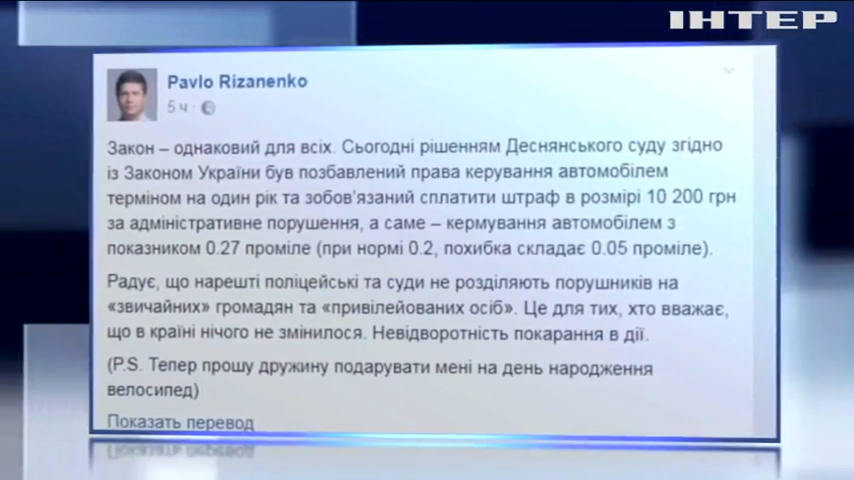 ІНТЕР
Pavlo Rizanenko
5 ч ·
Закон – однаковий для всіх. Сьогодні рішенням Деснянського суду згідно
із Законом України був позбавлений права керування автомобілем
терміном на один рік та зобов'язаний сплатити штраф в розмірі 10 200 грн
за адміністративне порушення, а саме – кермування автомобілем з
показником 0.27 проміле (при нормі 0.2, похибка складає 0.05 проміле).
Радує, що нарешті поліцейські та суди не розділяють порушників на
«звичайних» громадян та «привілейованих осіб». Це для тих, хто вважає,
що в країні нічого не змінилося. Невідворотність покарання в дії.
(P.S. Тепер прошу дружину подарувати мені на день народження
велосипед)
Показать перевод